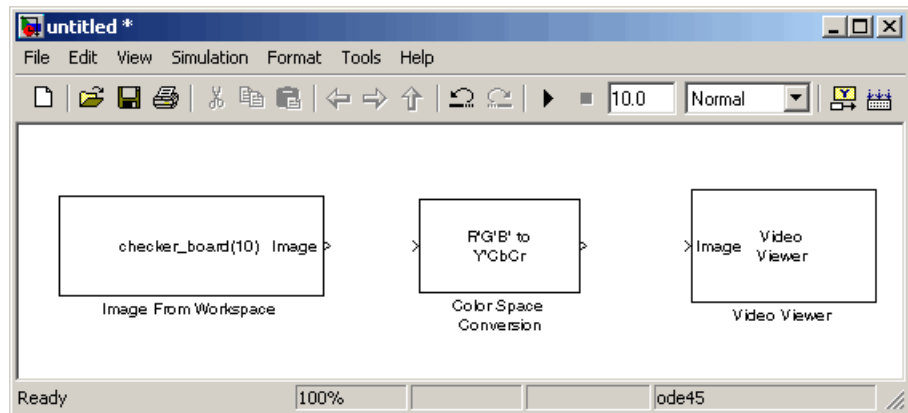 untitled *
File Edit View Simulation Format Tools Help
10.0 Normal
checker_board(10) Image
Image From Workspace
R'G'B' to
Y'CbCr
Color Space
Conversion
Image Video
Viewer
Video Viewer
Ready 100% ode45